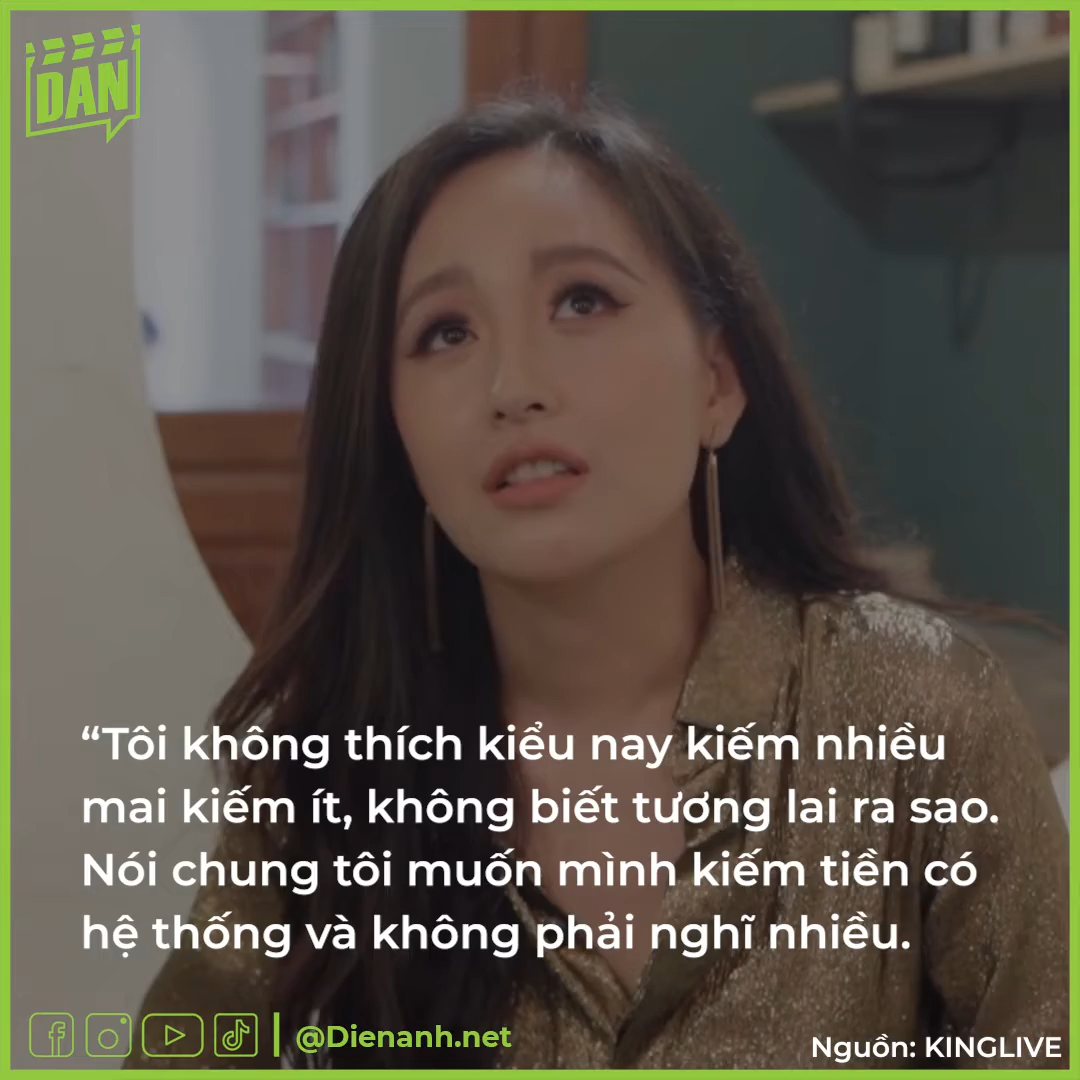 DAN
“Tôi không thích kiểu nay kiếm nhiều
mai kiếm ít, không biết tương lai ra sao.
Nói chung tôi muốn mình kiếm tiền có
hệ thống và không phải nghĩ nhiều.
@Dienanh.net
Nguồn: KINGLIVE